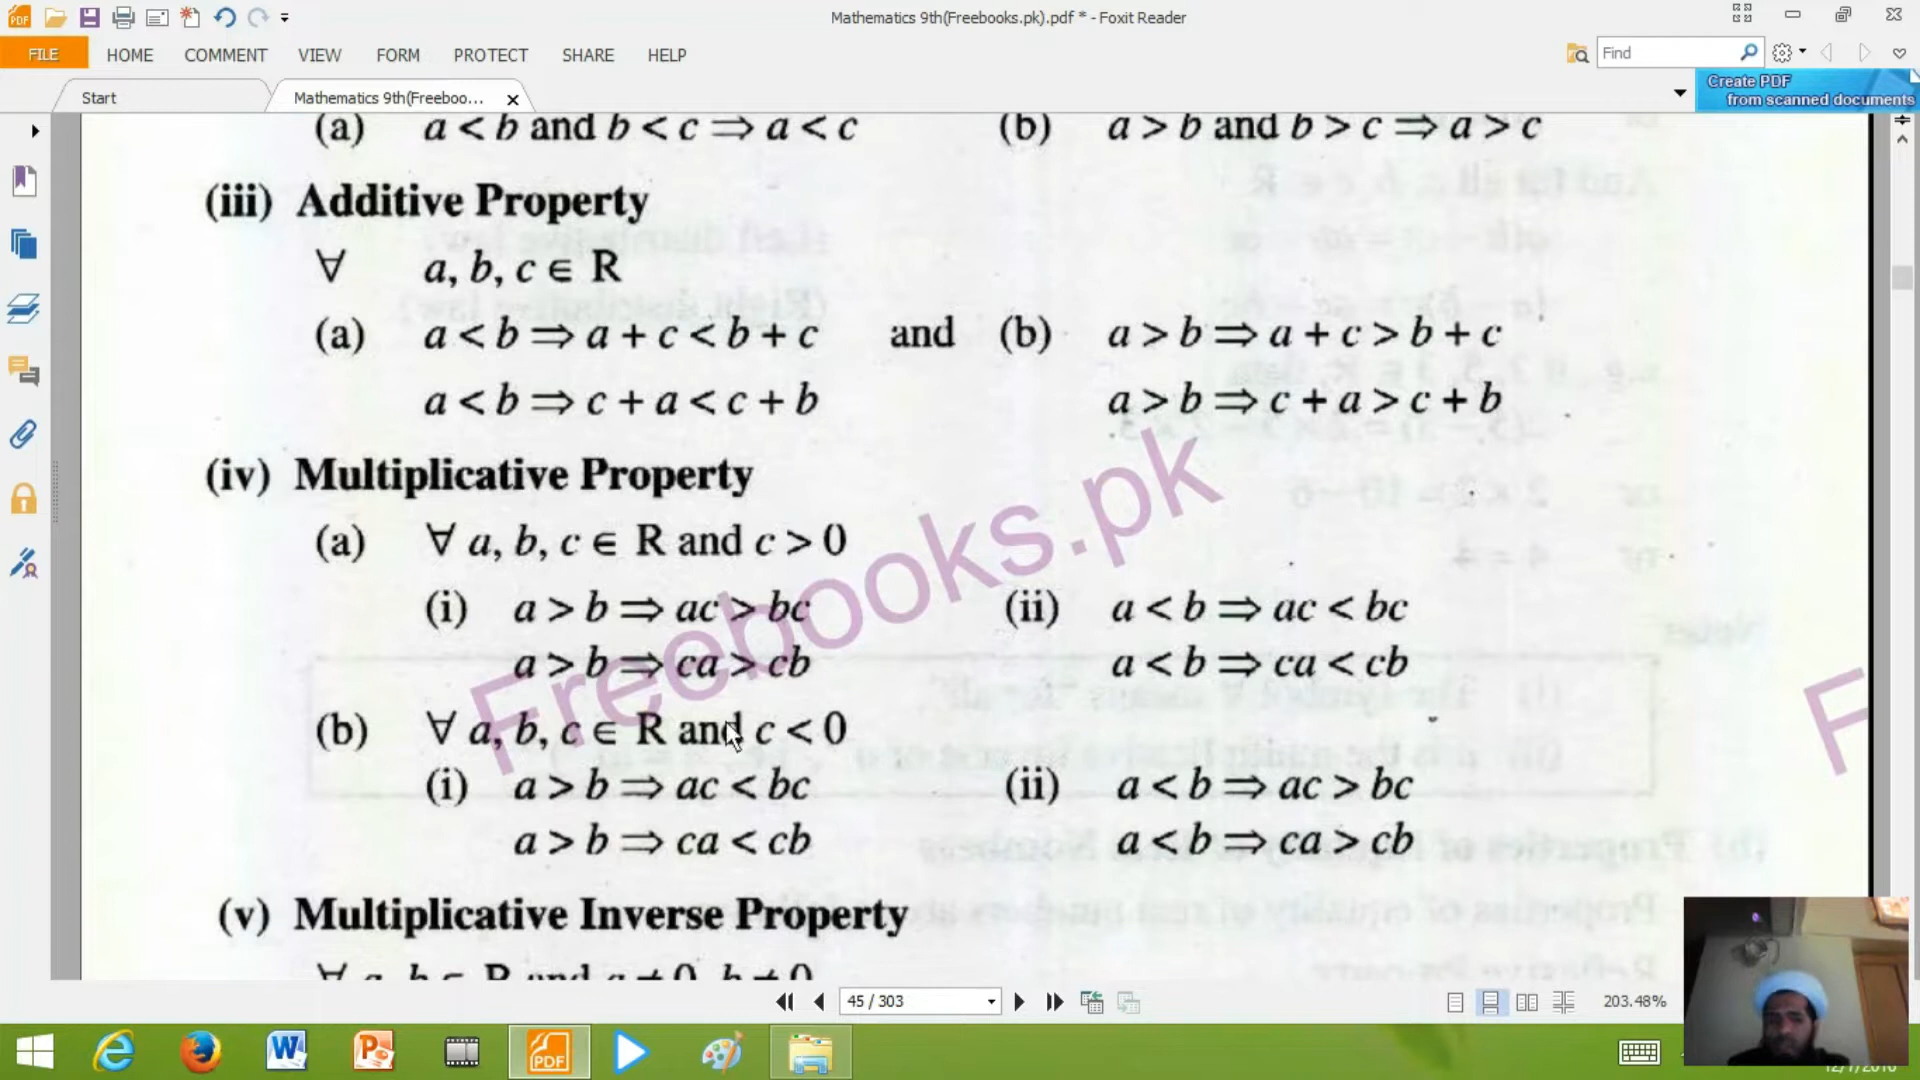 Mathematics 9th(Freebooks.pk).pdf * - Foxit Reader
FILE HOME COMMENT VIEW FORM PROTECT SHARE HELP
Find
Start
Mathematics 9th(Freeboo...
Create PDF
from scanned documents
(a) a < b and b < c ⇒ a < c (b) a > b and b > c ⇒ a > c
(iii) Additive Property
∀ a, b, c ∈ R
(a) a < b ⇒ a + c < b + c and (b) a > b ⇒ a + c > b + c
a < b ⇒ c + a < c + b a > b ⇒ c + a > c + b
(iv) Multiplicative Property
(a) ∀ a, b, c ∈ R and c > 0
(i) a > b ⇒ ac > bc (ii) a < b ⇒ ac < bc
a > b ⇒ ca > cb a < b ⇒ ca < cb
(b) ∀ a, b, c ∈ R and c < 0
(i) a > b ⇒ ac < bc (ii) a < b ⇒ ac > bc
a > b ⇒ ca < cb a < b ⇒ ca > cb
(v) Multiplicative Inverse Property
∀ a, b ∈ R and a ≠ 0, b ≠ 0
Freebooks.pk
F
45 / 303
203.48%